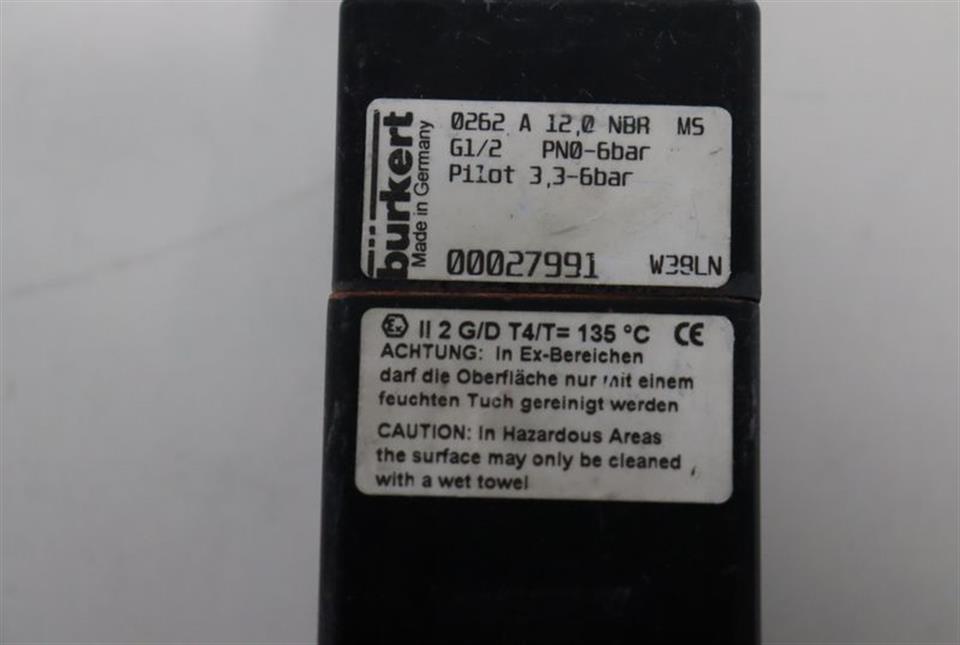 bürkert
Made in Germany
0262 A 12,0 NBR MS
G1/2 PN0-6bar
Pilot 3,3-6bar
00027991 W39LN
Ex II 2 G/D T4/T= 135 °C CE
ACHTUNG: In Ex-Bereichen
darf die Oberfläche nur mit einem
feuchten Tuch gereinigt werden
CAUTION: In Hazardous Areas
the surface may only be cleaned
with a wet towel